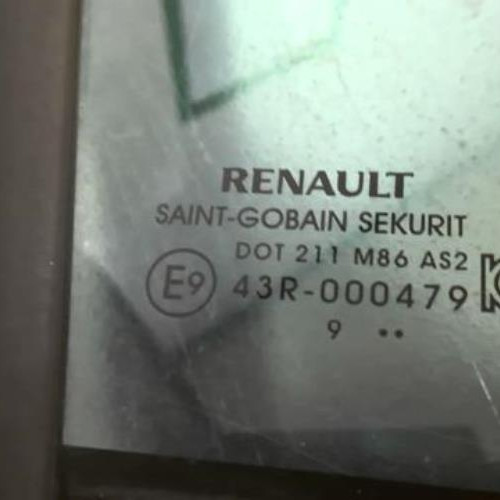 RENAULT
SAINT-GOBAIN SEKURIT
DOT 211 M86 AS2
E9 43R-000479
9 ••